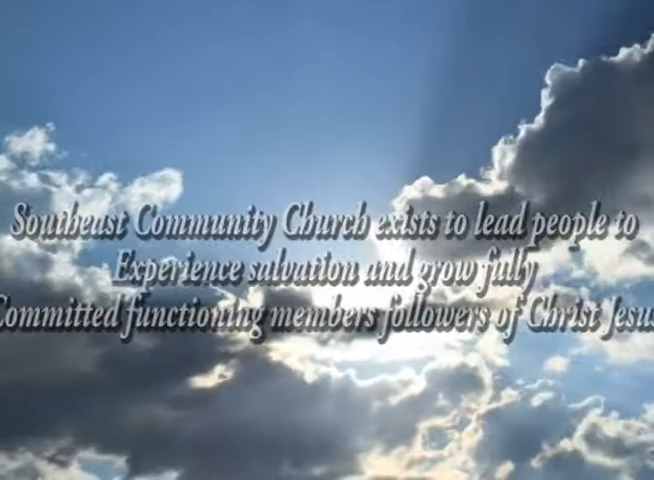 Southeast Community Church exists to lead people to
Experience salvation and grow fully
Committed functioning members followers of Christ Jesus